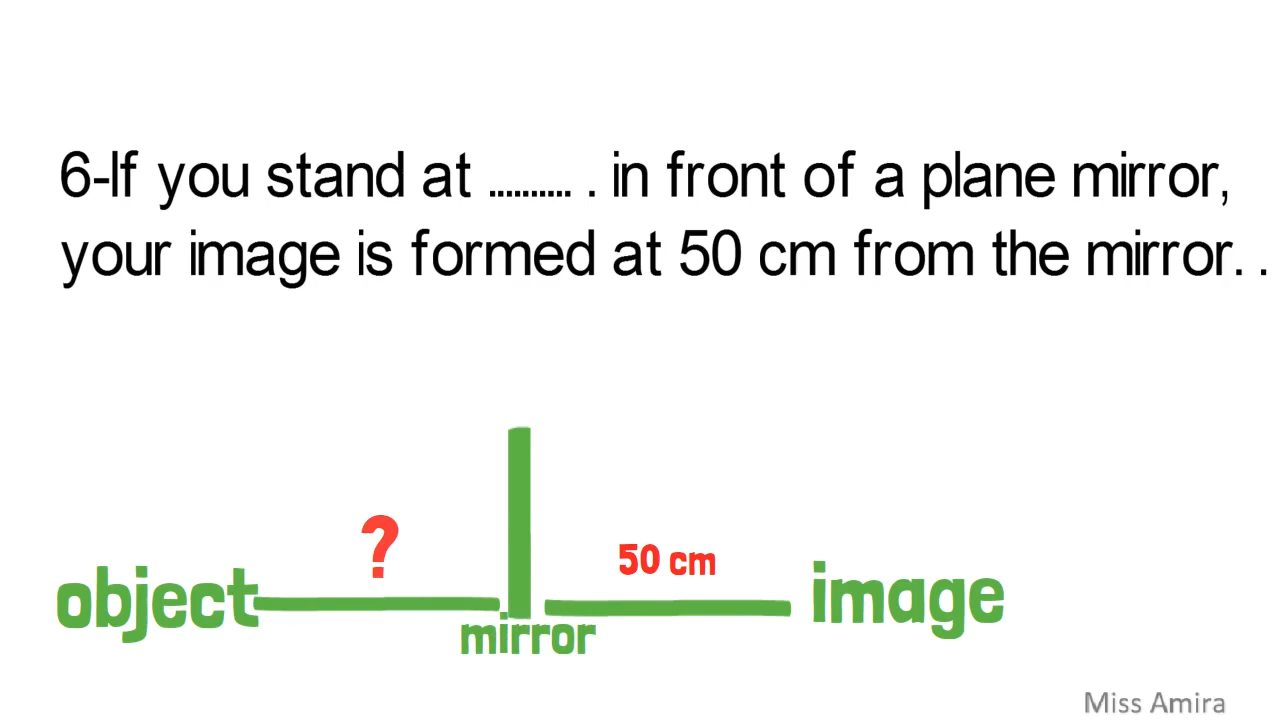 6-If you stand at .......... . in front of a plane mirror,
your image is formed at 50 cm from the mirror. .
?
50 cm
object
image
mirror
Miss Amira